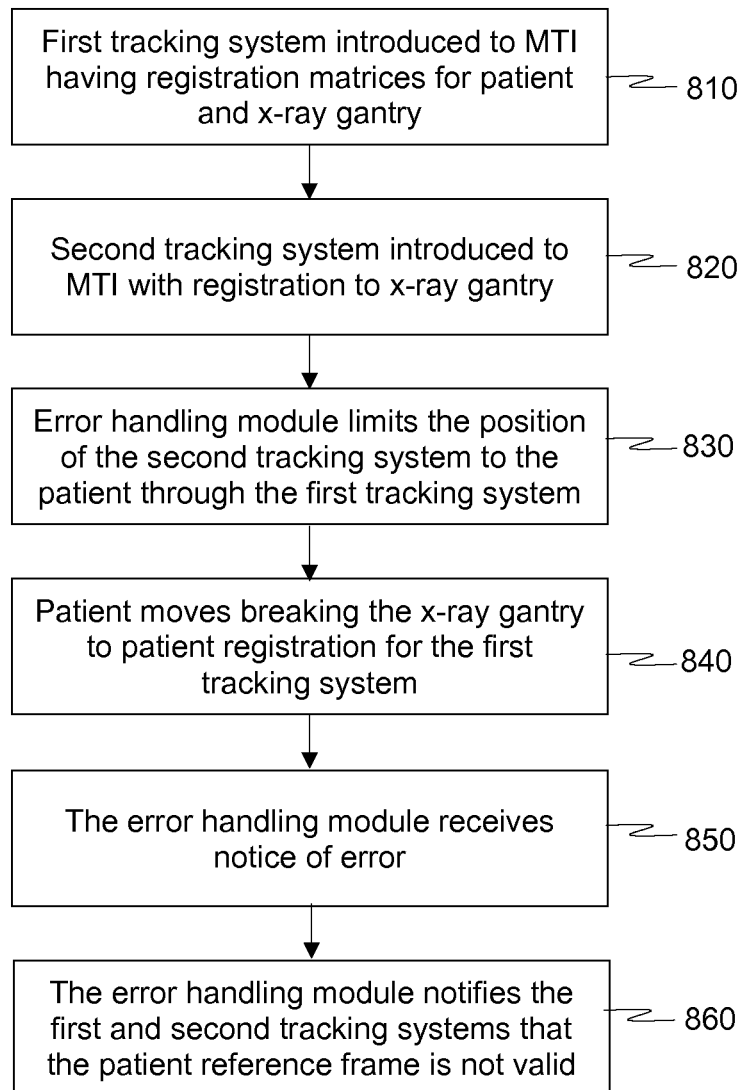 First tracking system introduced to MTI
having registration matrices for patient
and x-ray gantry
810
Second tracking system introduced to
MTI with registration to x-ray gantry
820
Error handling module limits the position
of the second tracking system to the
patient through the first tracking system
830
Patient moves breaking the x-ray gantry
to patient registration for the first
tracking system
840
The error handling module receives
notice of error
850
The error handling module notifies the
first and second tracking systems that
the patient reference frame is not valid
860